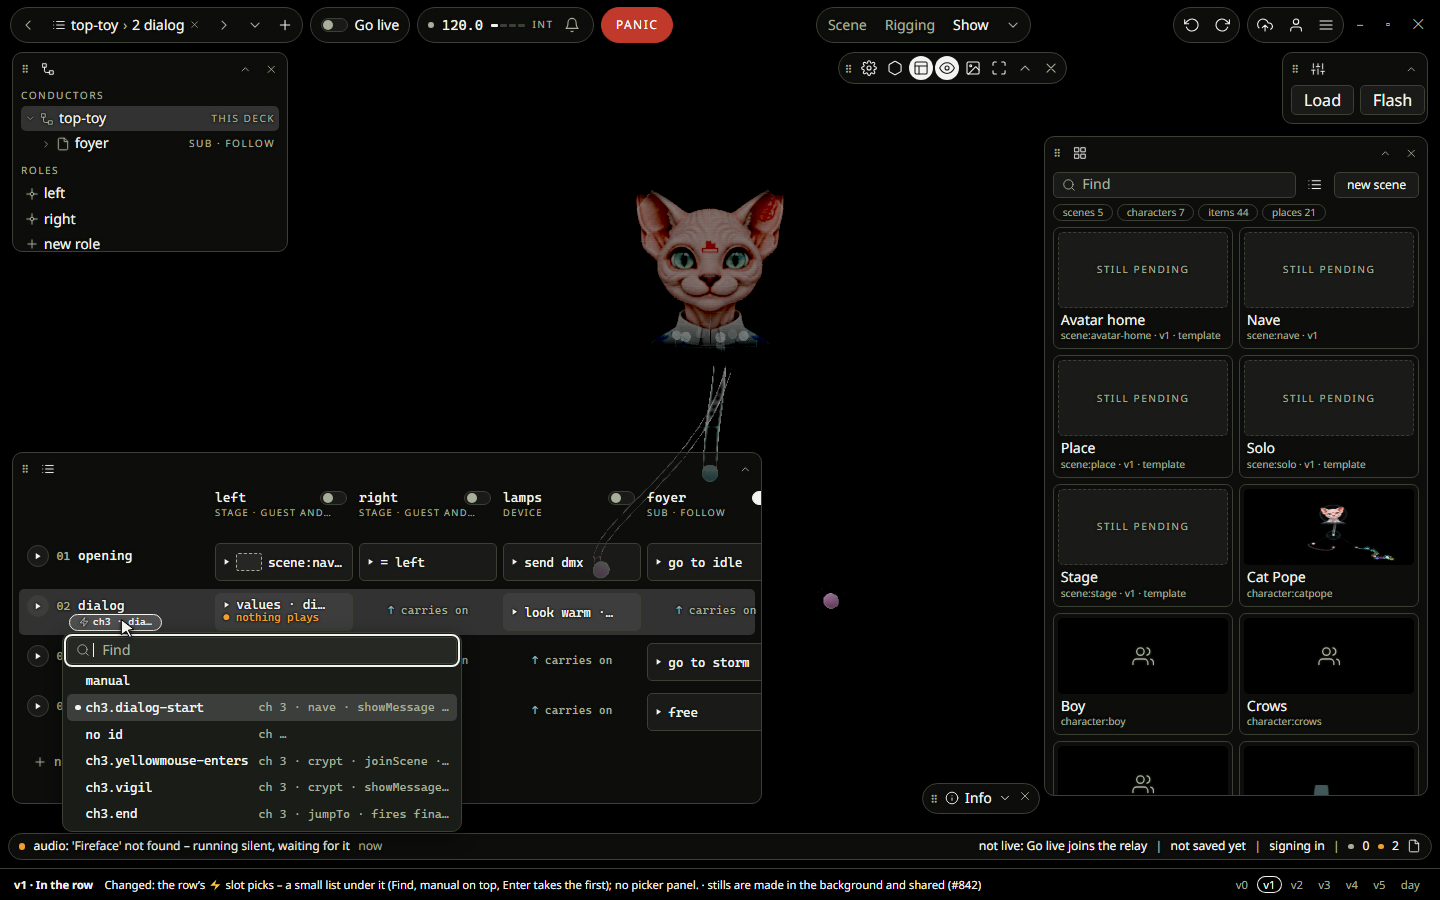 top-toy › 2 dialog
Go live
120.0
INT
PANIC
Scene
Rigging
Show
CONDUCTORS
top-toy THIS DECK
foyer SUB · FOLLOW
ROLES
left
right
new role
Load
Flash
Find
new scene
scenes 5
characters 7
items 44
places 21
STILL PENDING
Avatar home
scene:avatar-home · v1 · template
STILL PENDING
Nave
scene:nave · v1
STILL PENDING
Place
scene:place · v1 · template
STILL PENDING
Solo
scene:solo · v1 · template
STILL PENDING
Stage
scene:stage · v1 · template
Cat Pope
character:catpope
Boy
character:boy
Crows
character:crows
left
STAGE · GUEST AND…
right
STAGE · GUEST AND…
lamps
DEVICE
foyer
SUB · FOLLOW
01 opening
scene:nav…
= left
send dmx
go to idle
02 dialog
ch3 · dia…
values · di…
nothing plays
↑ carries on
look warm ·…
↑ carries on
↑ carries on
go to storm
↑ carries on
free
Find
manual
ch3.dialog-start ch 3 · nave · showMessage …
no id ch …
ch3.yellowmouse-enters ch 3 · crypt · joinScene ·…
ch3.vigil ch 3 · crypt · showMessage…
ch3.end ch 3 · jumpTo · fires fina…
Info
audio: 'Fireface' not found – running silent, waiting for it now
not live: Go live joins the relay | not saved yet | signing in | 0 2
v1 · In the row Changed: the row's ⚡ slot picks – a small list under it (Find, manual on top, Enter takes the first); no picker panel. · stills are made in the background and shared (#842)
v0 v1 v2 v3 v4 v5 day